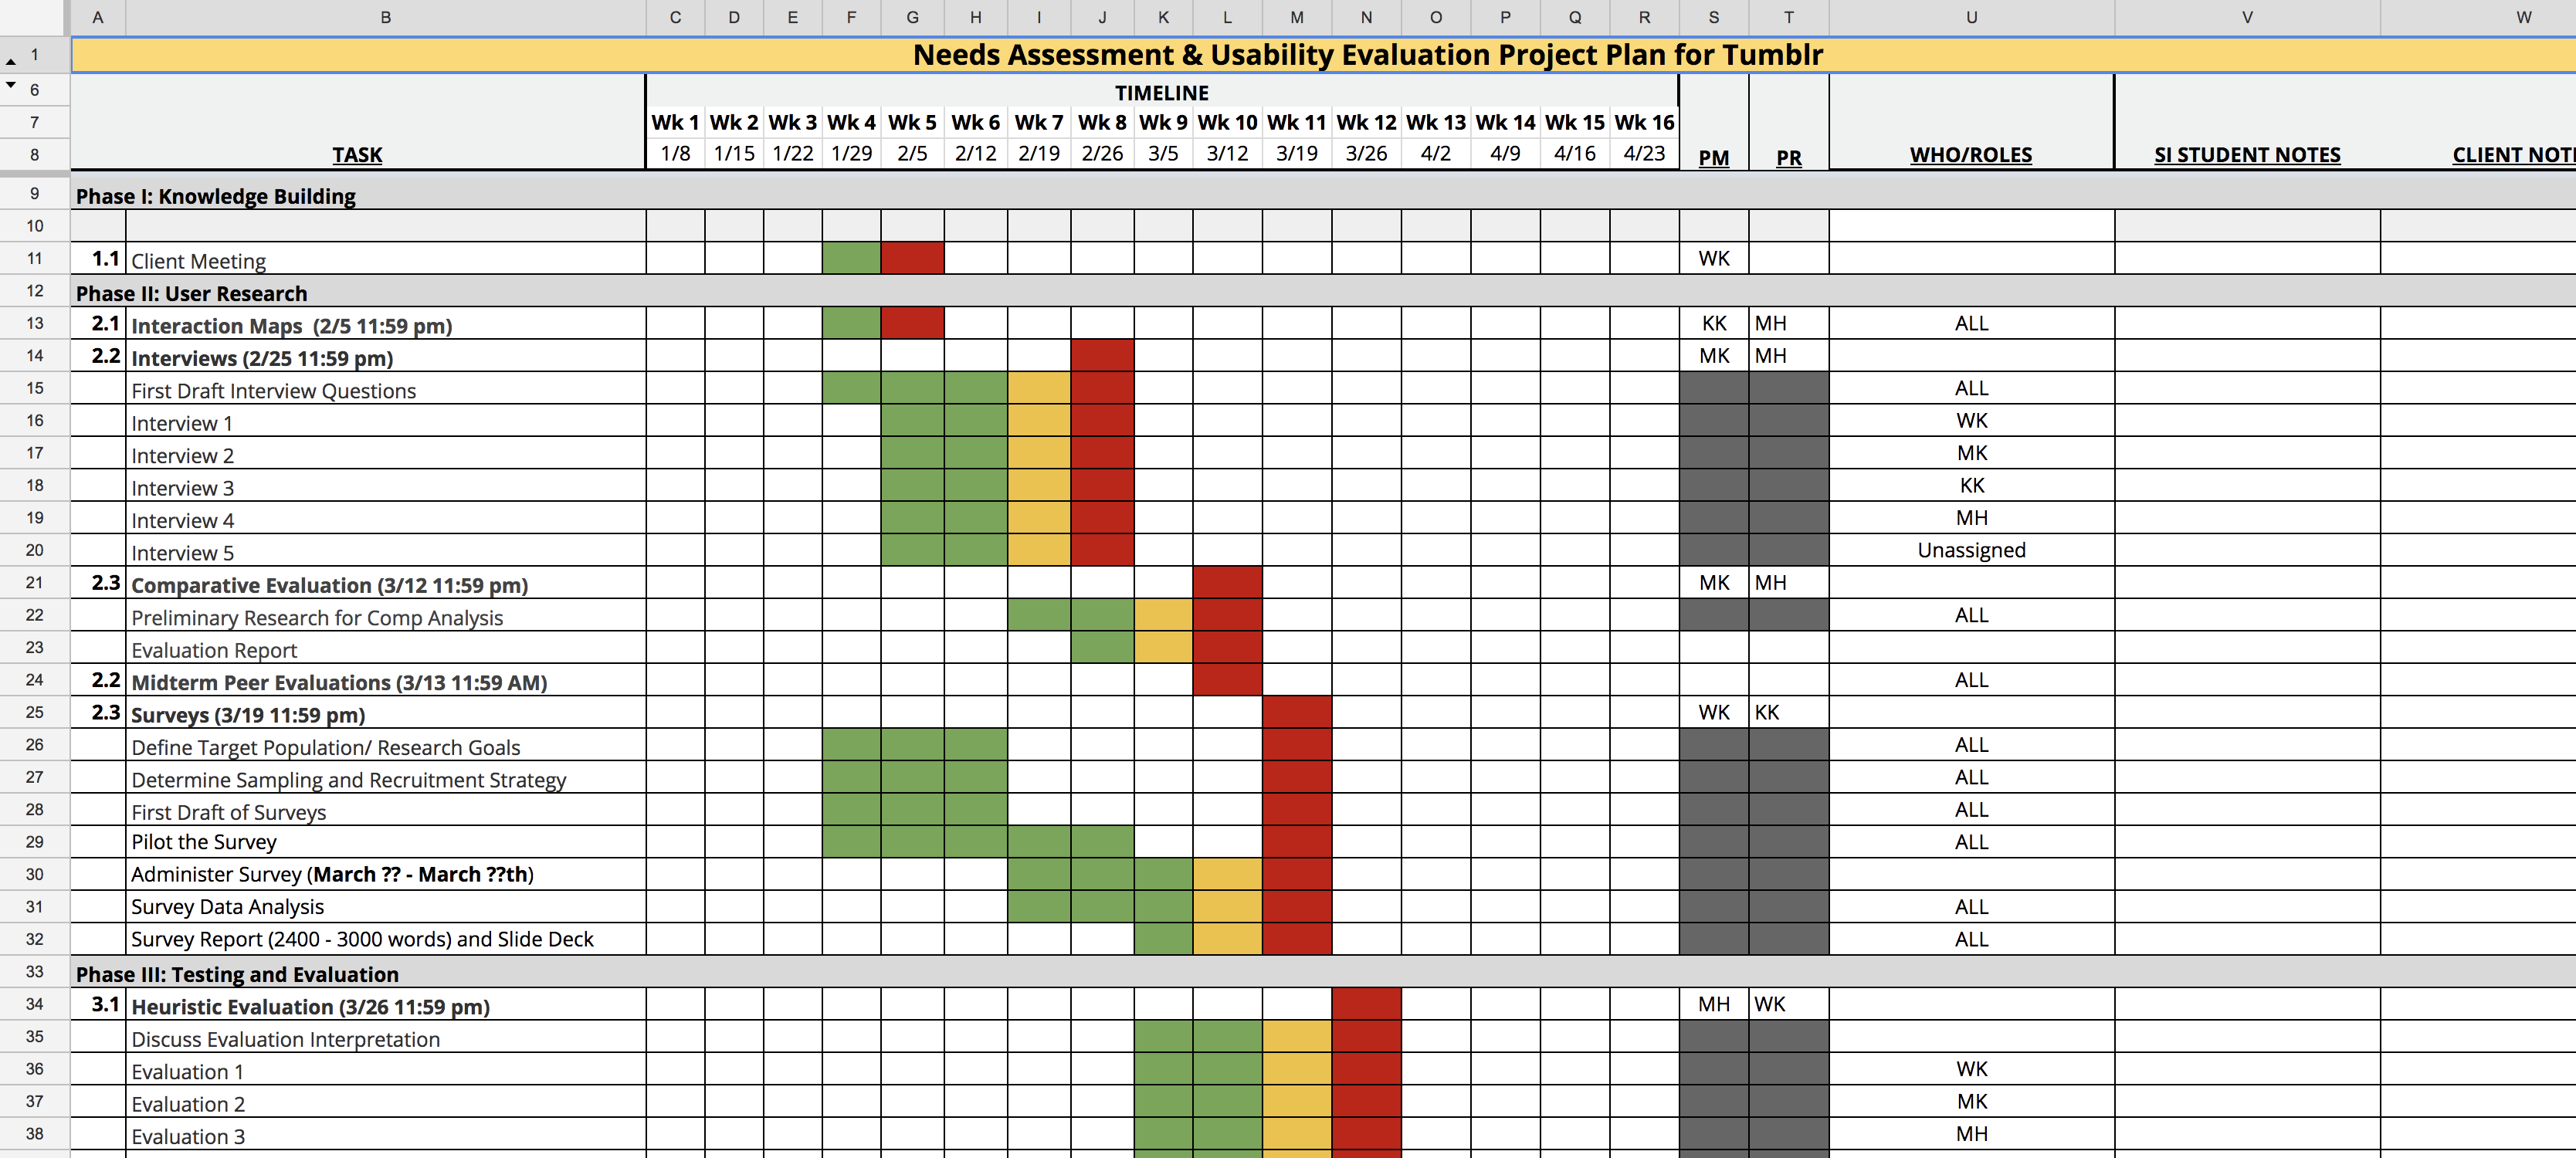 A B C D E F G H I J K L M N O P Q R S T U V W
1 Needs Assessment & Usability Evaluation Project Plan for Tumblr
6 TIMELINE
7 Wk 1 Wk 2 Wk 3 Wk 4 Wk 5 Wk 6 Wk 7 Wk 8 Wk 9 Wk 10 Wk 11 Wk 12 Wk 13 Wk 14 Wk 15 Wk 16
8 TASK 1/8 1/15 1/22 1/29 2/5 2/12 2/19 2/26 3/5 3/12 3/19 3/26 4/2 4/9 4/16 4/23 PM PR WHO/ROLES SI STUDENT NOTES CLIENT NOT
9 Phase I: Knowledge Building
10
11 1.1 Client Meeting WK
12 Phase II: User Research
13 2.1 Interaction Maps (2/5 11:59 pm) KK MH ALL
14 2.2 Interviews (2/25 11:59 pm) MK MH
15 First Draft Interview Questions ALL
16 Interview 1 WK
17 Interview 2 MK
18 Interview 3 KK
19 Interview 4 MH
20 Interview 5 Unassigned
21 2.3 Comparative Evaluation (3/12 11:59 pm) MK MH
22 Preliminary Research for Comp Analysis ALL
23 Evaluation Report
24 2.2 Midterm Peer Evaluations (3/13 11:59 AM) ALL
25 2.3 Surveys (3/19 11:59 pm) WK KK
26 Define Target Population/ Research Goals ALL
27 Determine Sampling and Recruitment Strategy ALL
28 First Draft of Surveys ALL
29 Pilot the Survey ALL
30 Administer Survey (March ?? - March ??th)
31 Survey Data Analysis ALL
32 Survey Report (2400 - 3000 words) and Slide Deck ALL
33 Phase III: Testing and Evaluation
34 3.1 Heuristic Evaluation (3/26 11:59 pm) MH WK
35 Discuss Evaluation Interpretation
36 Evaluation 1 WK
37 Evaluation 2 MK
38 Evaluation 3 MH